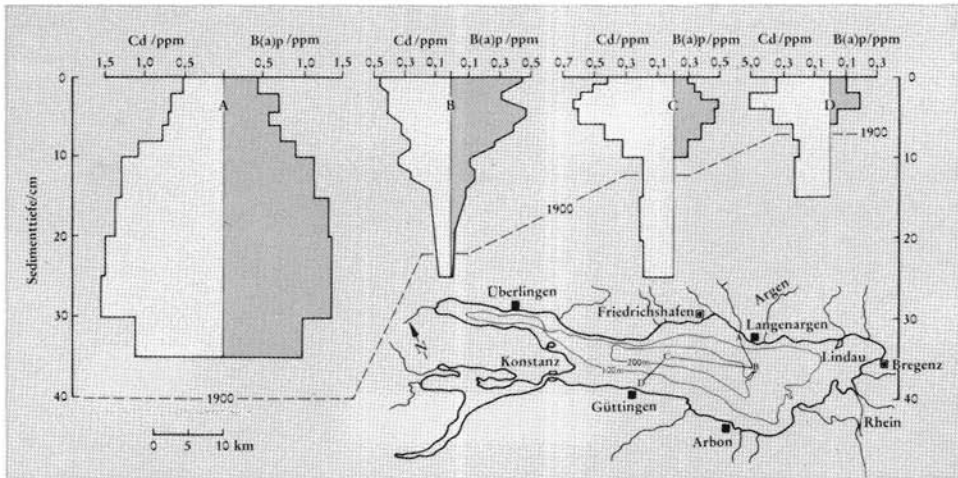 Cd /ppm B(a)p /ppm Cd/ppm B(a)p/ppm Cd/ppm B(a)p/ppm Cd/ppm B(a)p/ppm
1,5 1,0 0,5 0,5 1,0 1,5 0,5 0,3 0,1 0,1 0,3 0,5 0,7 0,5 0,3 0,1 0,1 0,3 0,5 5,0 0,3 0,1 0,1 0,3
0 0
A B C D
1900
10 10
1900
Sedimenttiefe/cm
20 20
Überlingen
Argen
Friedrichshafen
30 30
Langenargen
A
N
Konstanz
Lindau
C
200m
B
Bregenz
100m
D
1900
40 40
Güttingen
Rhein
Arbon
0 5 10 km